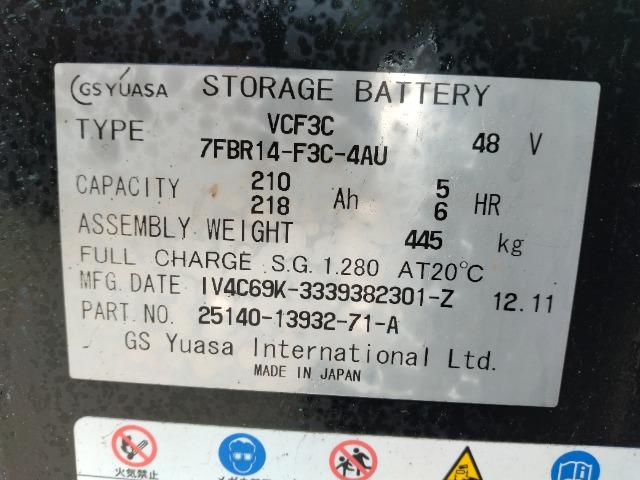 GS YUASA STORAGE BATTERY
TYPE VCF3C 48 V
7FBR14-F3C-4AU
CAPACITY 210 Ah 5 HR
218 6
ASSEMBLY WEIGHT 445 kg
FULL CHARGE S.G. 1.280 AT20℃
MFG. DATE IV4C69K-3339382301-Z 12.11
PART. NO. 25140-13932-71-A
GS Yuasa International Ltd.
MADE IN JAPAN
火気禁止